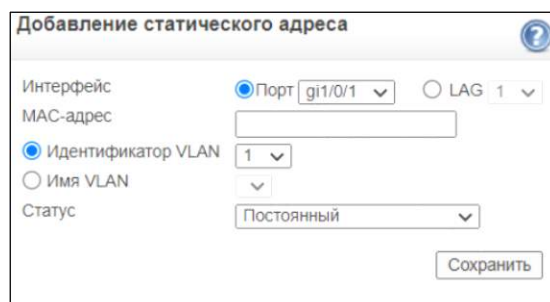 Добавление статического адреса
?
Интерфейс Порт gi1/0/1 LAG 1
MAC-адрес
Идентификатор VLAN 1
Имя VLAN
Статус Постоянный
Сохранить